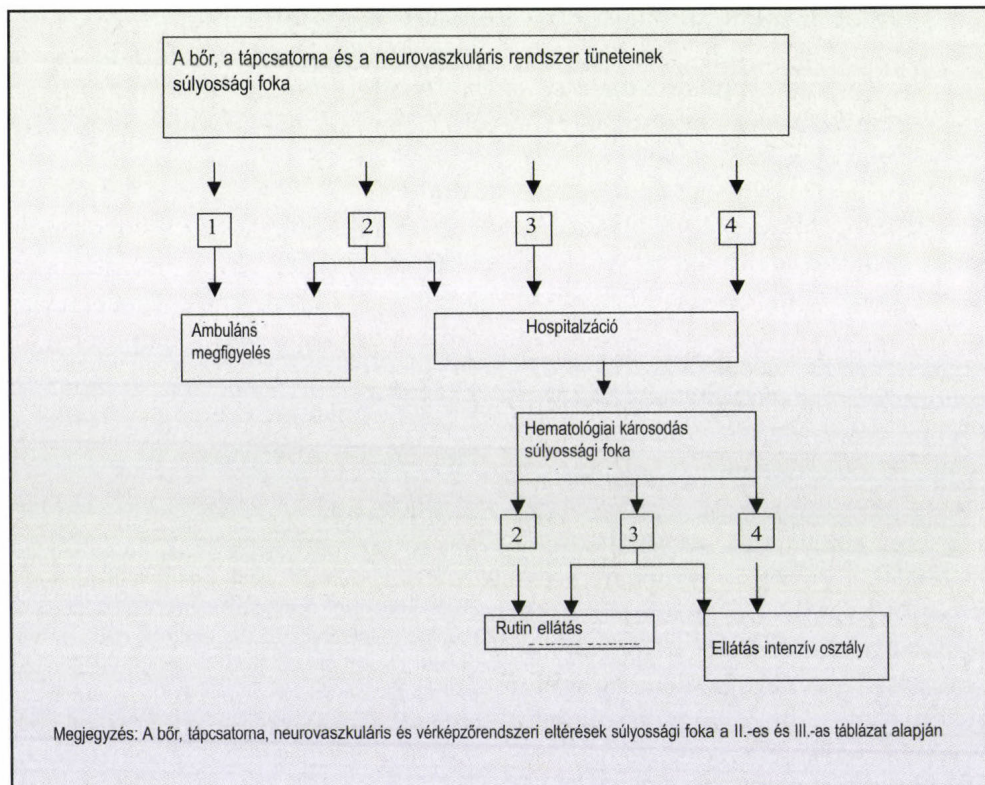 A bőr, a tápcsatorna és a neurovaszkuláris rendszer tüneteinek
súlyossági foka
1
2
3
4
Ambuláns
megfigyelés
Hospitalzáció
Hematológiai károsodás
súlyossági foka
2
3
4
Rutin ellátás
Ellátás intenzív osztály
Megjegyzés: A bőr, tápcsatorna, neurovaszkuláris és vérképzőrendszeri eltérések súlyossági foka a II.-es és III.-as táblázat alapján